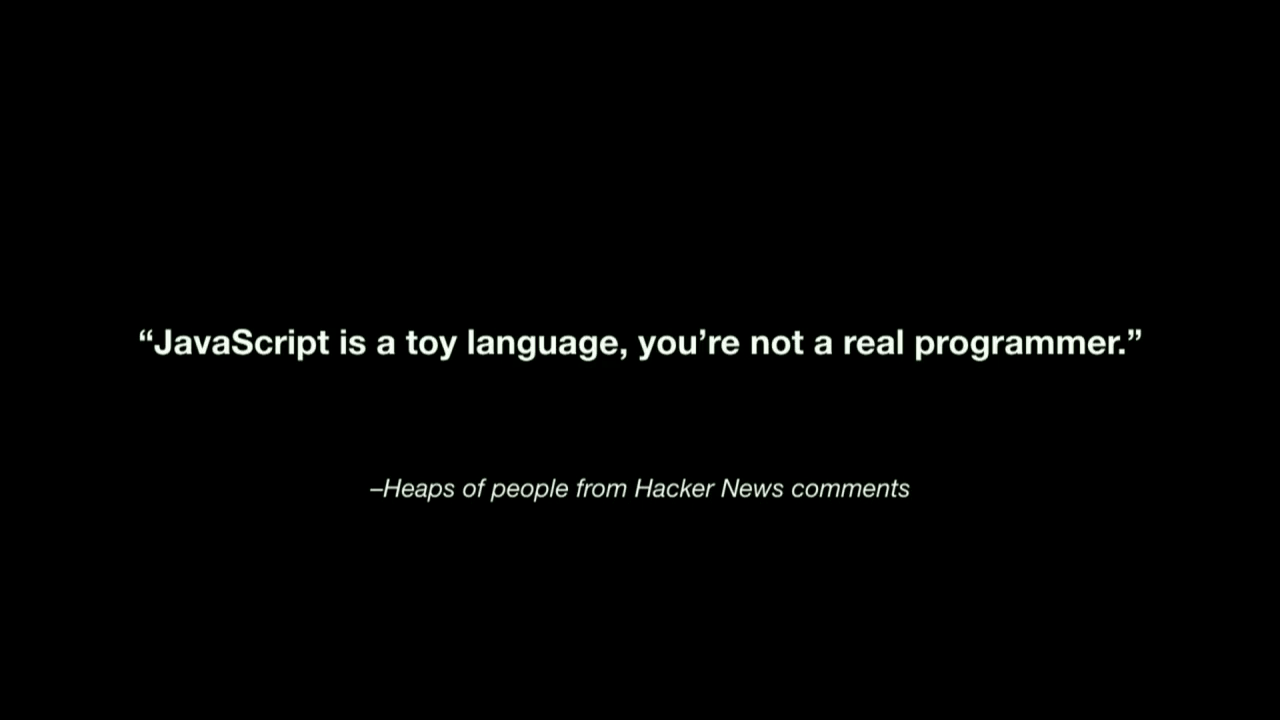 “JavaScript is a toy language, you’re not a real programmer.”
–Heaps of people from Hacker News comments